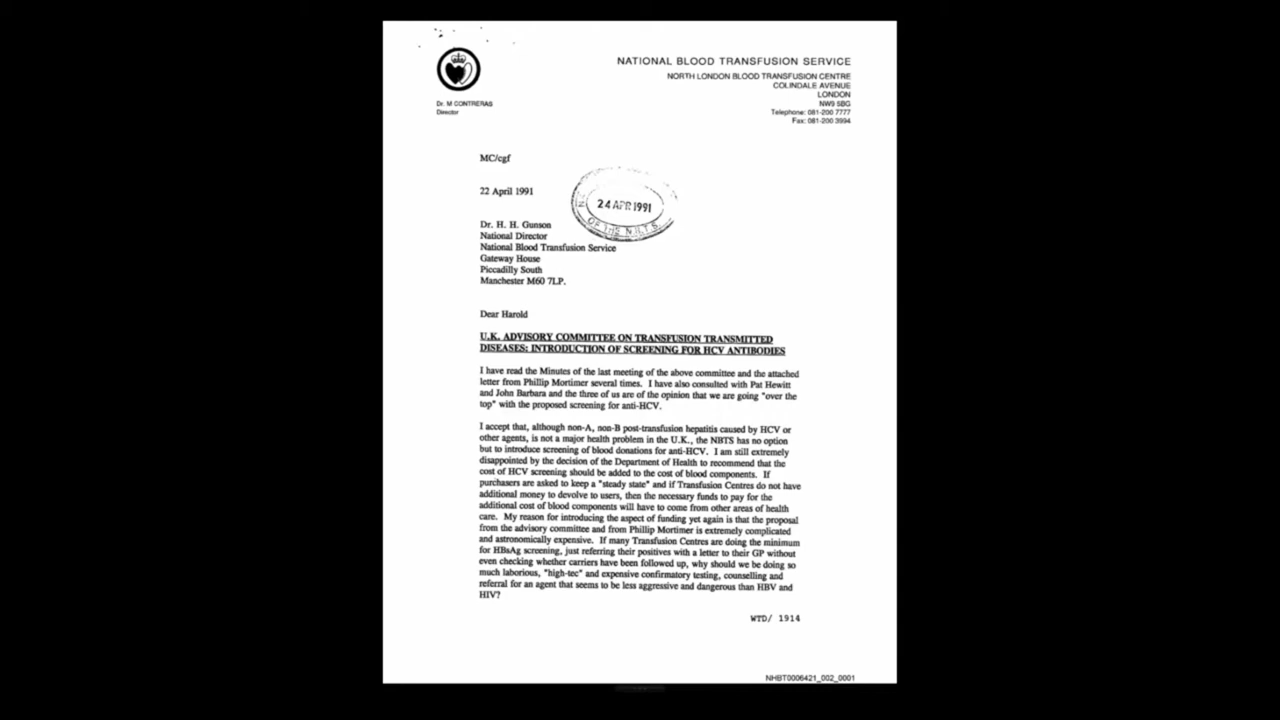 NATIONAL BLOOD TRANSFUSION SERVICE
NORTH LONDON BLOOD TRANSFUSION CENTRE
COLINDALE AVENUE
LONDON
NW9 5BG
Telephone: 081-200 7777
Fax: 081-200 3994
Dr. M CONTRERAS
Director
MC/cgf
22 April 1991
24 APR 1991
OF THE N.B.T.S.
Dr. H. H. Gunson
National Director
National Blood Transfusion Service
Gateway House
Piccadilly South
Manchester M60 7LP.
Dear Harold
U.K. ADVISORY COMMITTEE ON TRANSFUSION TRANSMITTED
DISEASES: INTRODUCTION OF SCREENING FOR HCV ANTIBODIES
I have read the Minutes of the last meeting of the above committee and the attached
letter from Phillip Mortimer several times. I have also consulted with Pat Hewitt
and John Barbara and the three of us are of the opinion that we are going "over the
top" with the proposed screening for anti-HCV.
I accept that, although non-A, non-B post-transfusion hepatitis caused by HCV or
other agents, is not a major health problem in the U.K., the NBTS has no option
but to introduce screening of blood donations for anti-HCV. I am still extremely
disappointed by the decision of the Department of Health to recommend that the
cost of HCV screening should be added to the cost of blood components. If
purchasers are asked to keep a "steady state" and if Transfusion Centres do not have
additional money to devolve to users, then the necessary funds to pay for the
additional cost of blood components will have to come from other areas of health
care. My reason for introducing the aspect of funding yet again is that the proposal
from the advisory committee and from Phillip Mortimer is extremely complicated
and astronomically expensive. If many Transfusion Centres are doing the minimum
for HBsAg screening, just referring their positives with a letter to their GP without
even checking whether carriers have been followed up, why should we be doing so
much laborious, "high-tec" and expensive confirmatory testing, counselling and
referral for an agent that seems to be less aggressive and dangerous than HBV and
HIV?
WTD/ 1914
NHBT0006421_002_0001